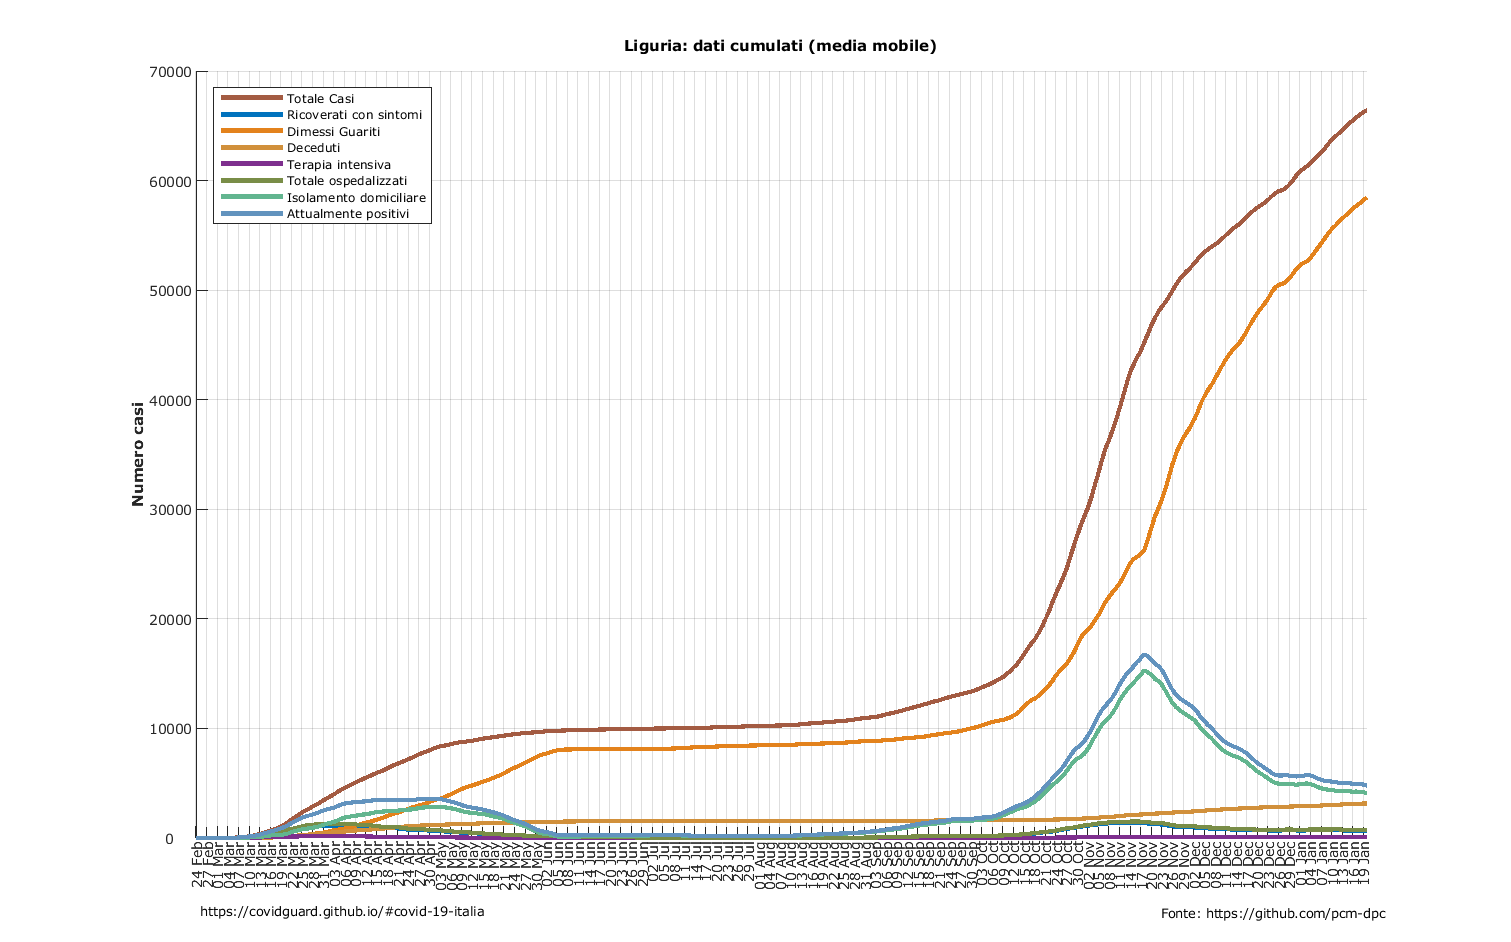 Liguria: dati cumulati (media mobile)
70000
60000
50000
40000
30000
20000
10000
0
Numero casi
Totale Casi
Ricoverati con sintomi
Dimessi Guariti
Deceduti
Terapia intensiva
Totale ospedalizzati
Isolamento domiciliare
Attualmente positivi
24 Feb
27 Feb
01 Mar
04 Mar
07 Mar
10 Mar
13 Mar
16 Mar
19 Mar
22 Mar
25 Mar
28 Mar
31 Mar
03 Apr
06 Apr
09 Apr
12 Apr
15 Apr
18 Apr
21 Apr
24 Apr
27 Apr
30 Apr
03 May
06 May
09 May
12 May
15 May
18 May
21 May
24 May
27 May
30 May
02 Jun
05 Jun
08 Jun
11 Jun
14 Jun
17 Jun
20 Jun
23 Jun
26 Jun
29 Jun
02 Jul
05 Jul
08 Jul
11 Jul
14 Jul
17 Jul
20 Jul
23 Jul
26 Jul
29 Jul
01 Aug
04 Aug
07 Aug
10 Aug
13 Aug
16 Aug
19 Aug
22 Aug
25 Aug
28 Aug
31 Aug
03 Sep
06 Sep
09 Sep
12 Sep
15 Sep
18 Sep
21 Sep
24 Sep
27 Sep
30 Sep
03 Oct
06 Oct
09 Oct
12 Oct
15 Oct
18 Oct
21 Oct
24 Oct
27 Oct
30 Oct
02 Nov
05 Nov
08 Nov
11 Nov
14 Nov
17 Nov
20 Nov
23 Nov
26 Nov
29 Nov
02 Dec
05 Dec
08 Dec
11 Dec
14 Dec
17 Dec
20 Dec
23 Dec
26 Dec
29 Dec
01 Jan
04 Jan
07 Jan
10 Jan
13 Jan
16 Jan
19 Jan
https://covidguard.github.io/#covid-19-italia
Fonte: https://github.com/pcm-dpc